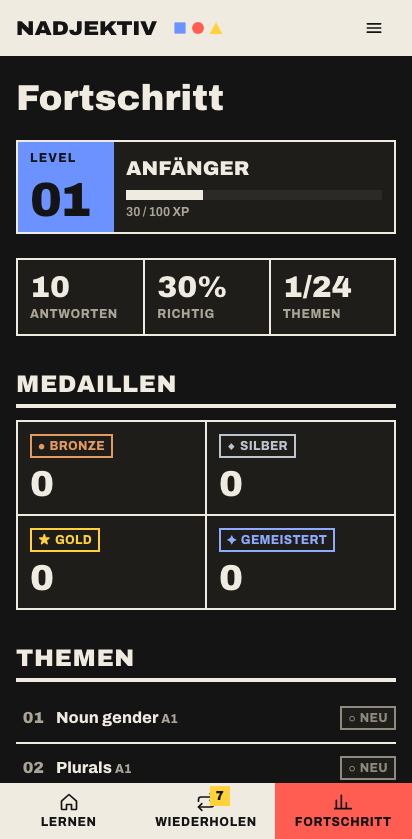 NADJEKTIV
Fortschritt
LEVEL
01
ANFÄNGER
30 / 100 XP
10
ANTWORTEN
30%
RICHTIG
1/24
THEMEN
MEDAILLEN
BRONZE
0
SILBER
0
GOLD
0
GEMEISTERT
0
THEMEN
01 Noun gender A1 NEU
02 Plurals A1 NEU
LERNEN
7
WIEDERHOLEN
FORTSCHRITT